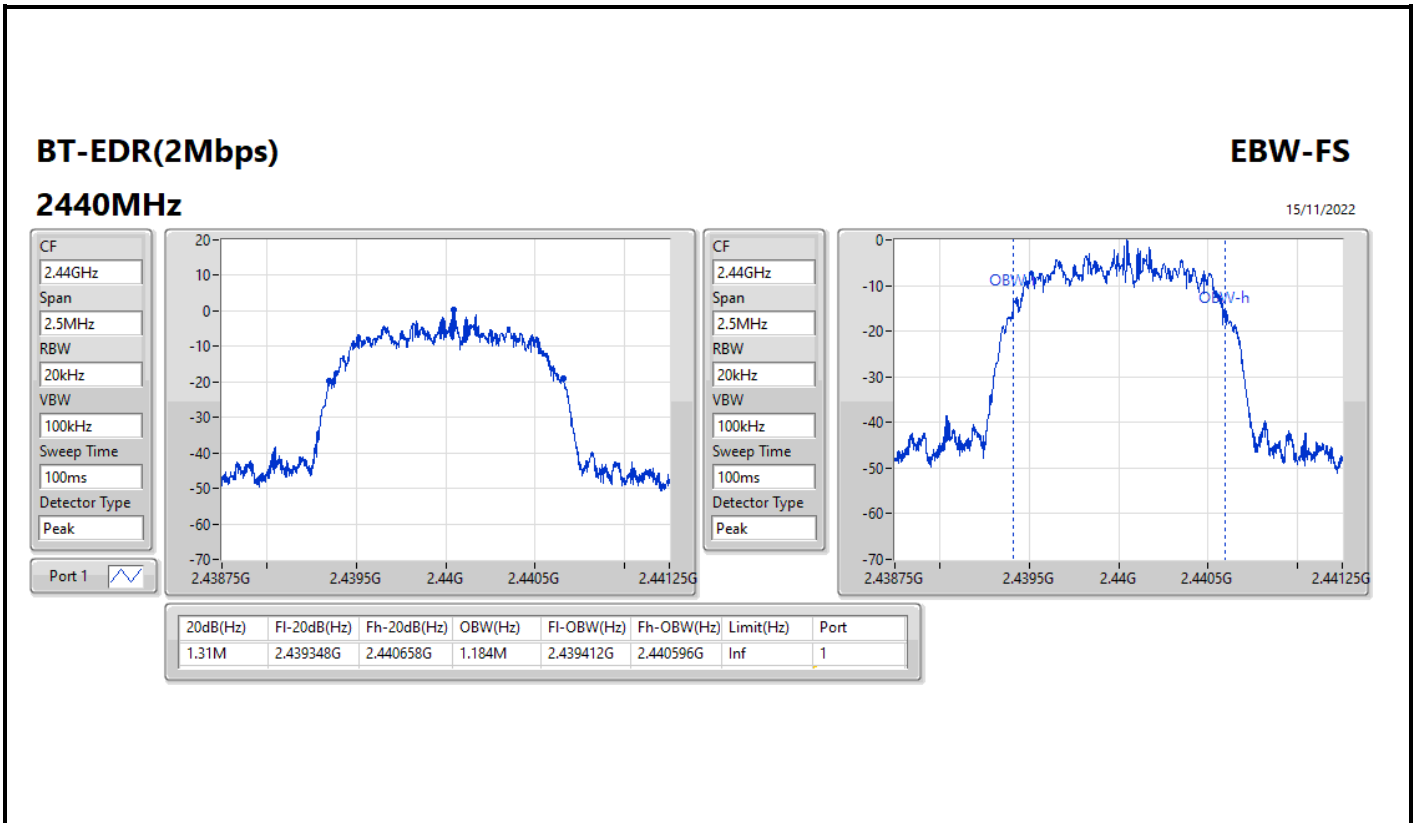 BT-EDR(2Mbps)
EBW-FS
2440MHz
15/11/2022
CF
2.44GHz
Span
2.5MHz
RBW
20kHz
VBW
100kHz
Sweep Time
100ms
Detector Type
Peak
Port 1
20
10
0
-10
-20
-30
-40
-50
-60
-70
2.43875G 2.4395G 2.44G 2.4405G 2.44125G
CF
2.44GHz
Span
2.5MHz
RBW
20kHz
VBW
100kHz
Sweep Time
100ms
Detector Type
Peak
0
-10
-20
-30
-40
-50
-60
-70
OBW
OBW-h
2.43875G 2.4395G 2.44G 2.4405G 2.44125G
20dB(Hz) Fl-20dB(Hz) Fh-20dB(Hz) OBW(Hz) Fl-OBW(Hz) Fh-OBW(Hz) Limit(Hz) Port
1.31M 2.439348G 2.440658G 1.184M 2.439412G 2.440596G Inf 1